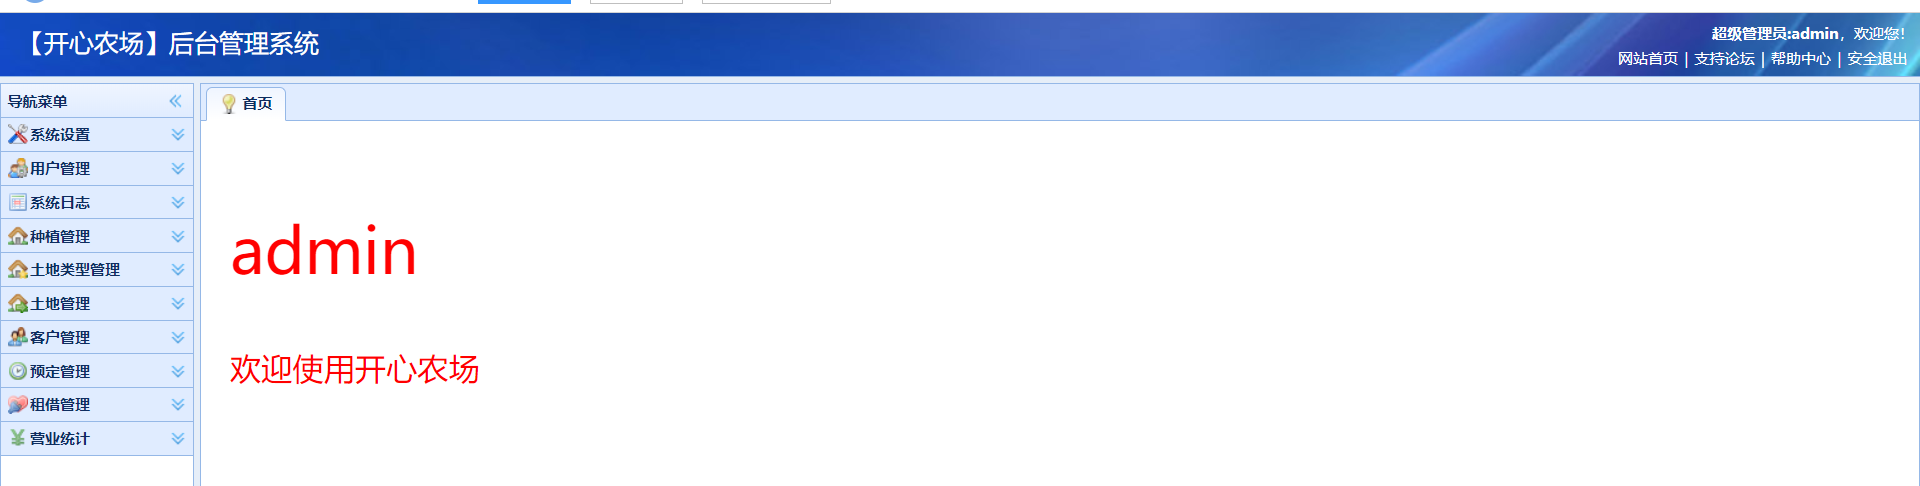 【开心农场】后台管理系统
超级管理员:admin，欢迎您！
网站首页 | 支持论坛 | 帮助中心 | 安全退出
导航菜单
首页
系统设置
用户管理
系统日志
种植管理
土地类型管理
土地管理
客户管理
预定管理
租借管理
营业统计
admin
欢迎使用开心农场